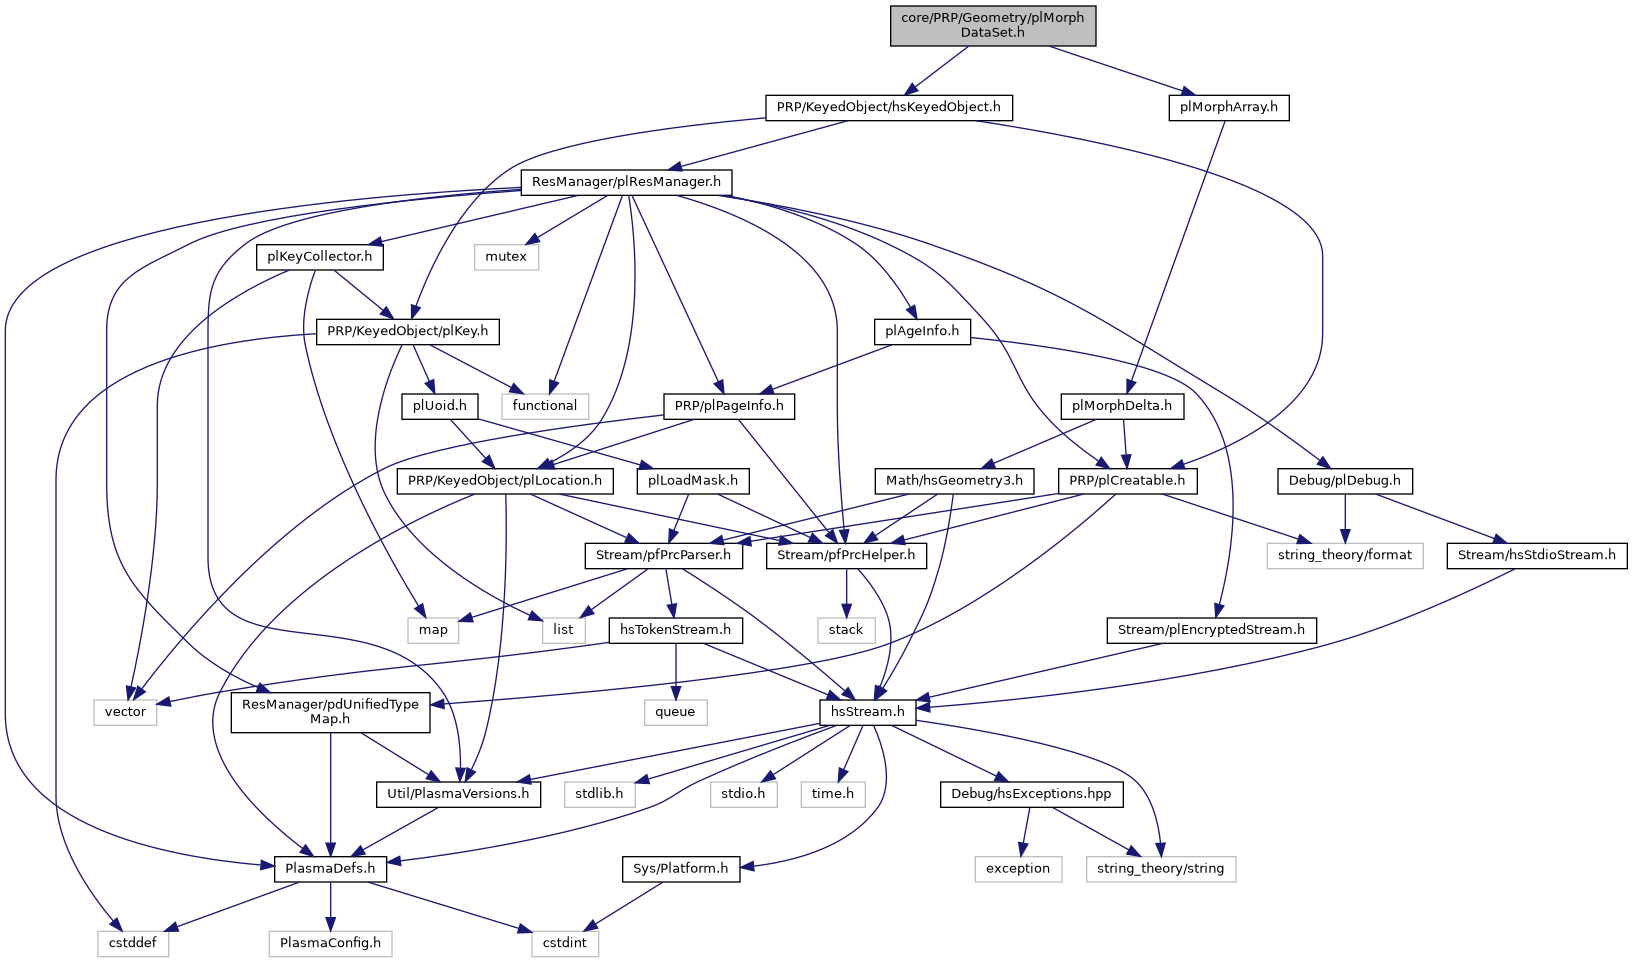 core/PRP/Geometry/plMorph
DataSet.h
PRP/KeyedObject/hsKeyedObject.h
plMorphArray.h
ResManager/plResManager.h
plKeyCollector.h
mutex
PRP/KeyedObject/plKey.h
plAgeInfo.h
plUoid.h
functional
PRP/plPageInfo.h
plMorphDelta.h
PRP/KeyedObject/plLocation.h
plLoadMask.h
Math/hsGeometry3.h
PRP/plCreatable.h
Debug/plDebug.h
Stream/pfPrcParser.h
Stream/pfPrcHelper.h
string_theory/format
Stream/hsStdioStream.h
map
list
hsTokenStream.h
stack
Stream/plEncryptedStream.h
vector
ResManager/pdUnifiedType
Map.h
queue
hsStream.h
Util/PlasmaVersions.h
stdlib.h
stdio.h
time.h
Debug/hsExceptions.hpp
PlasmaDefs.h
Sys/Platform.h
exception
string_theory/string
cstddef
PlasmaConfig.h
cstdint